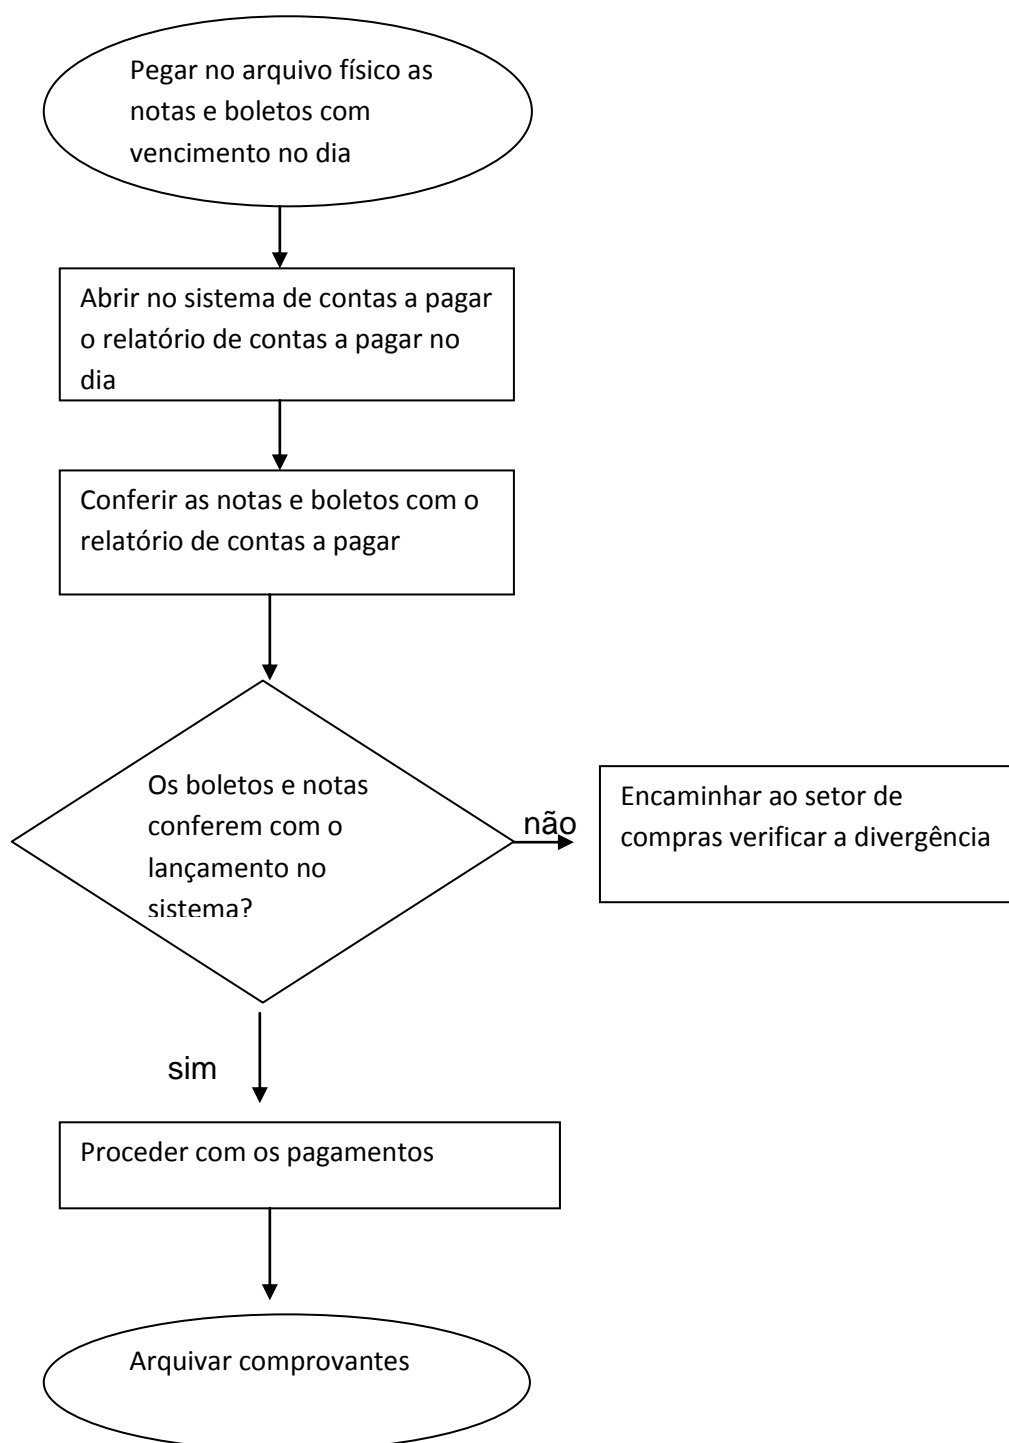 Pegar no arquivo físico as
notas e boletos com
vencimento no dia
Abrir no sistema de contas a pagar
o relatório de contas a pagar no
dia
Conferir as notas e boletos com o
relatório de contas a pagar
Os boletos e notas
conferem com o
lançamento no
sistema?
não
Encaminhar ao setor de
compras verificar a divergência
sim
Proceder com os pagamentos
Arquivar comprovantes